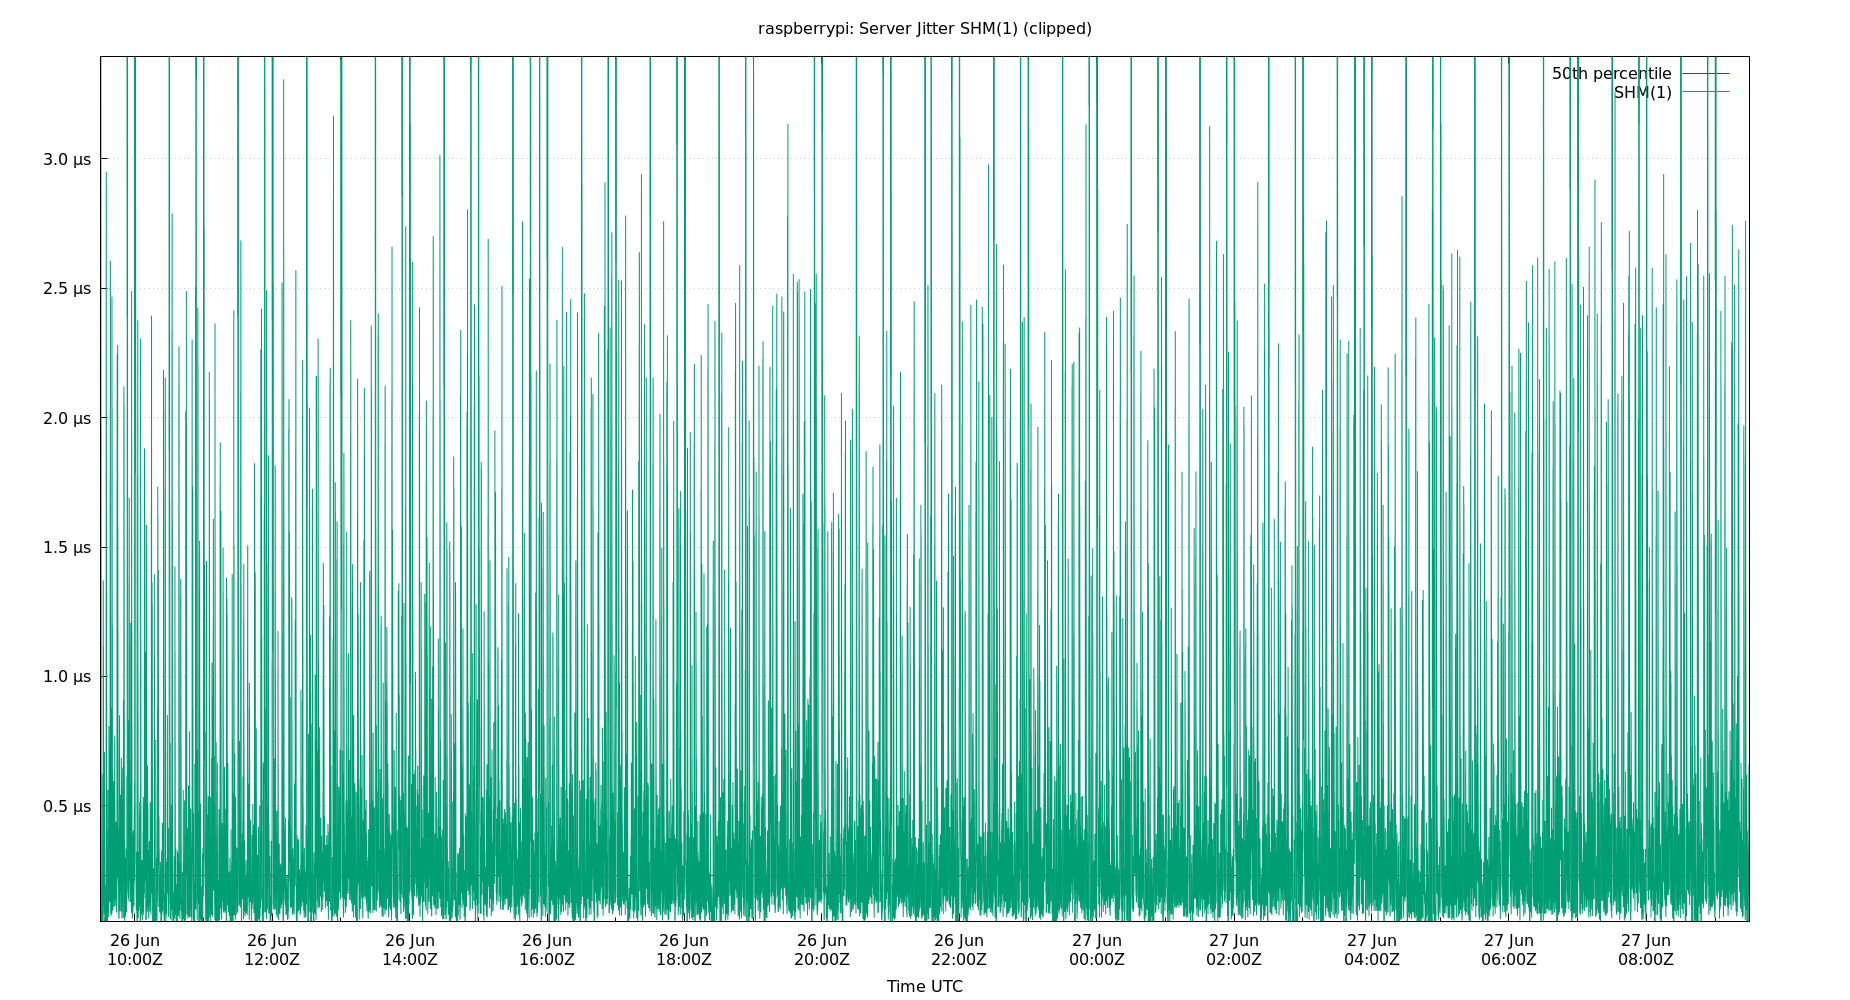 raspberrypi: Server Jitter SHM(1) (clipped)
50th percentile
SHM(1)
3.0 µs
2.5 µs
2.0 µs
1.5 µs
1.0 µs
0.5 µs
26 Jun 26 Jun 26 Jun 26 Jun 26 Jun 26 Jun 26 Jun 27 Jun 27 Jun 27 Jun 27 Jun 27 Jun
10:00Z 12:00Z 14:00Z 16:00Z 18:00Z 20:00Z 22:00Z 00:00Z 02:00Z 04:00Z 06:00Z 08:00Z
Time UTC